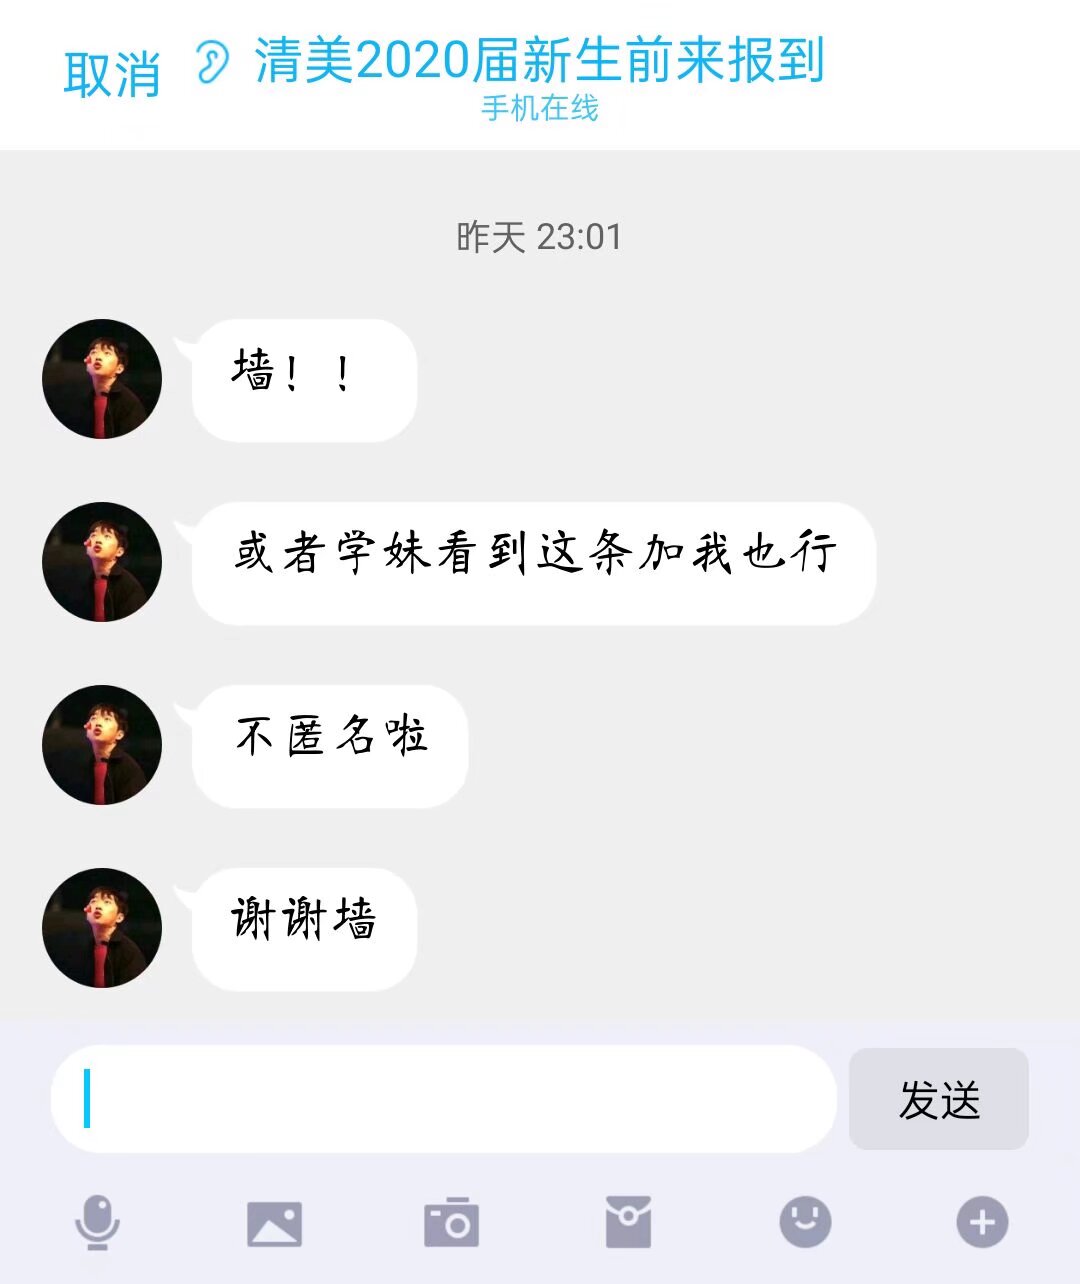 取消
清美2020届新生前来报到
手机在线
昨天 23:01
墙！！
或者学妹看到这条加我也行
不匿名啦
谢谢墙
发送